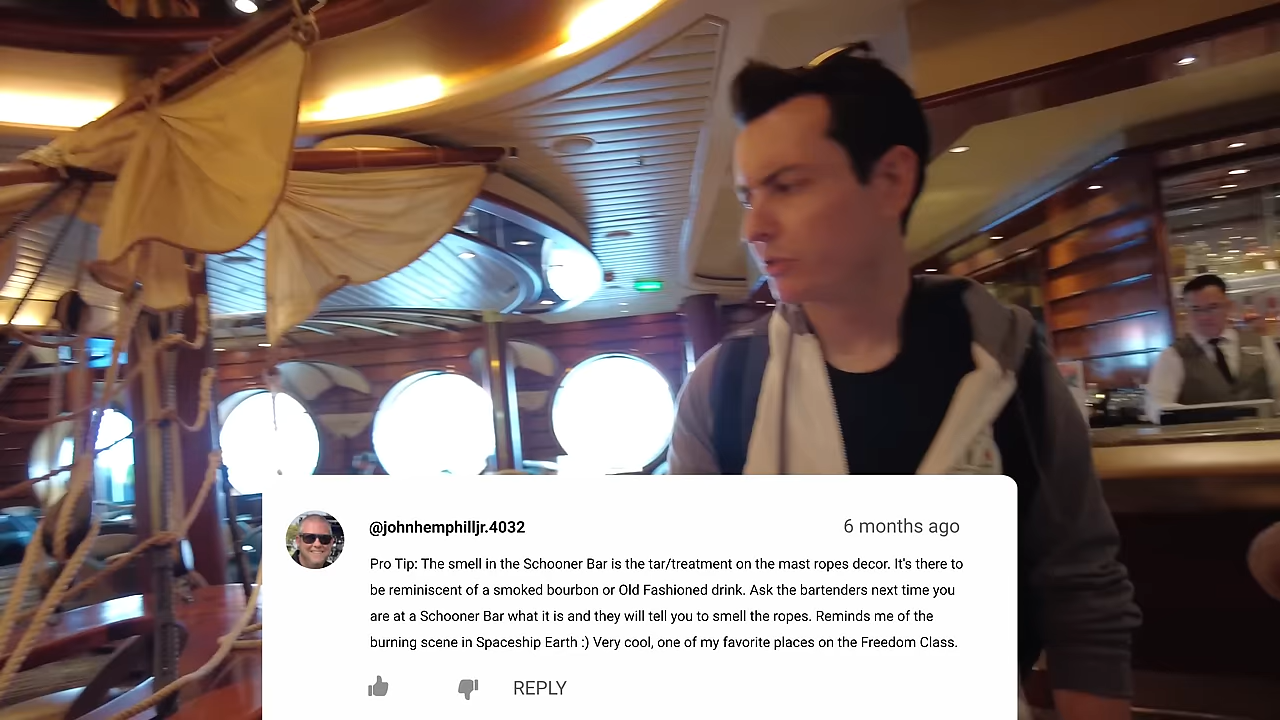 @johnhemphilljr.4032
6 months ago
Pro Tip: The smell in the Schooner Bar is the tar/treatment on the mast ropes decor. It's there to
be reminiscent of a smoked bourbon or Old Fashioned drink. Ask the bartenders next time you
are at a Schooner Bar what it is and they will tell you to smell the ropes. Reminds me of the
burning scene in Spaceship Earth :) Very cool, one of my favorite places on the Freedom Class.
REPLY